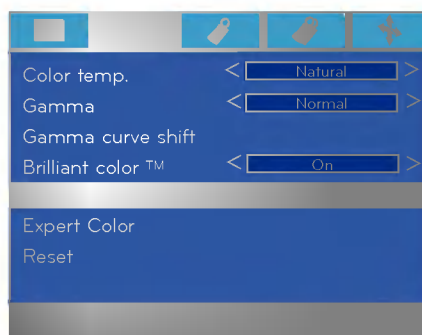 Color temp. < Natural >
Gamma < Normal >
Gamma curve shift
Brilliant color ™ < On >
Expert Color
Reset